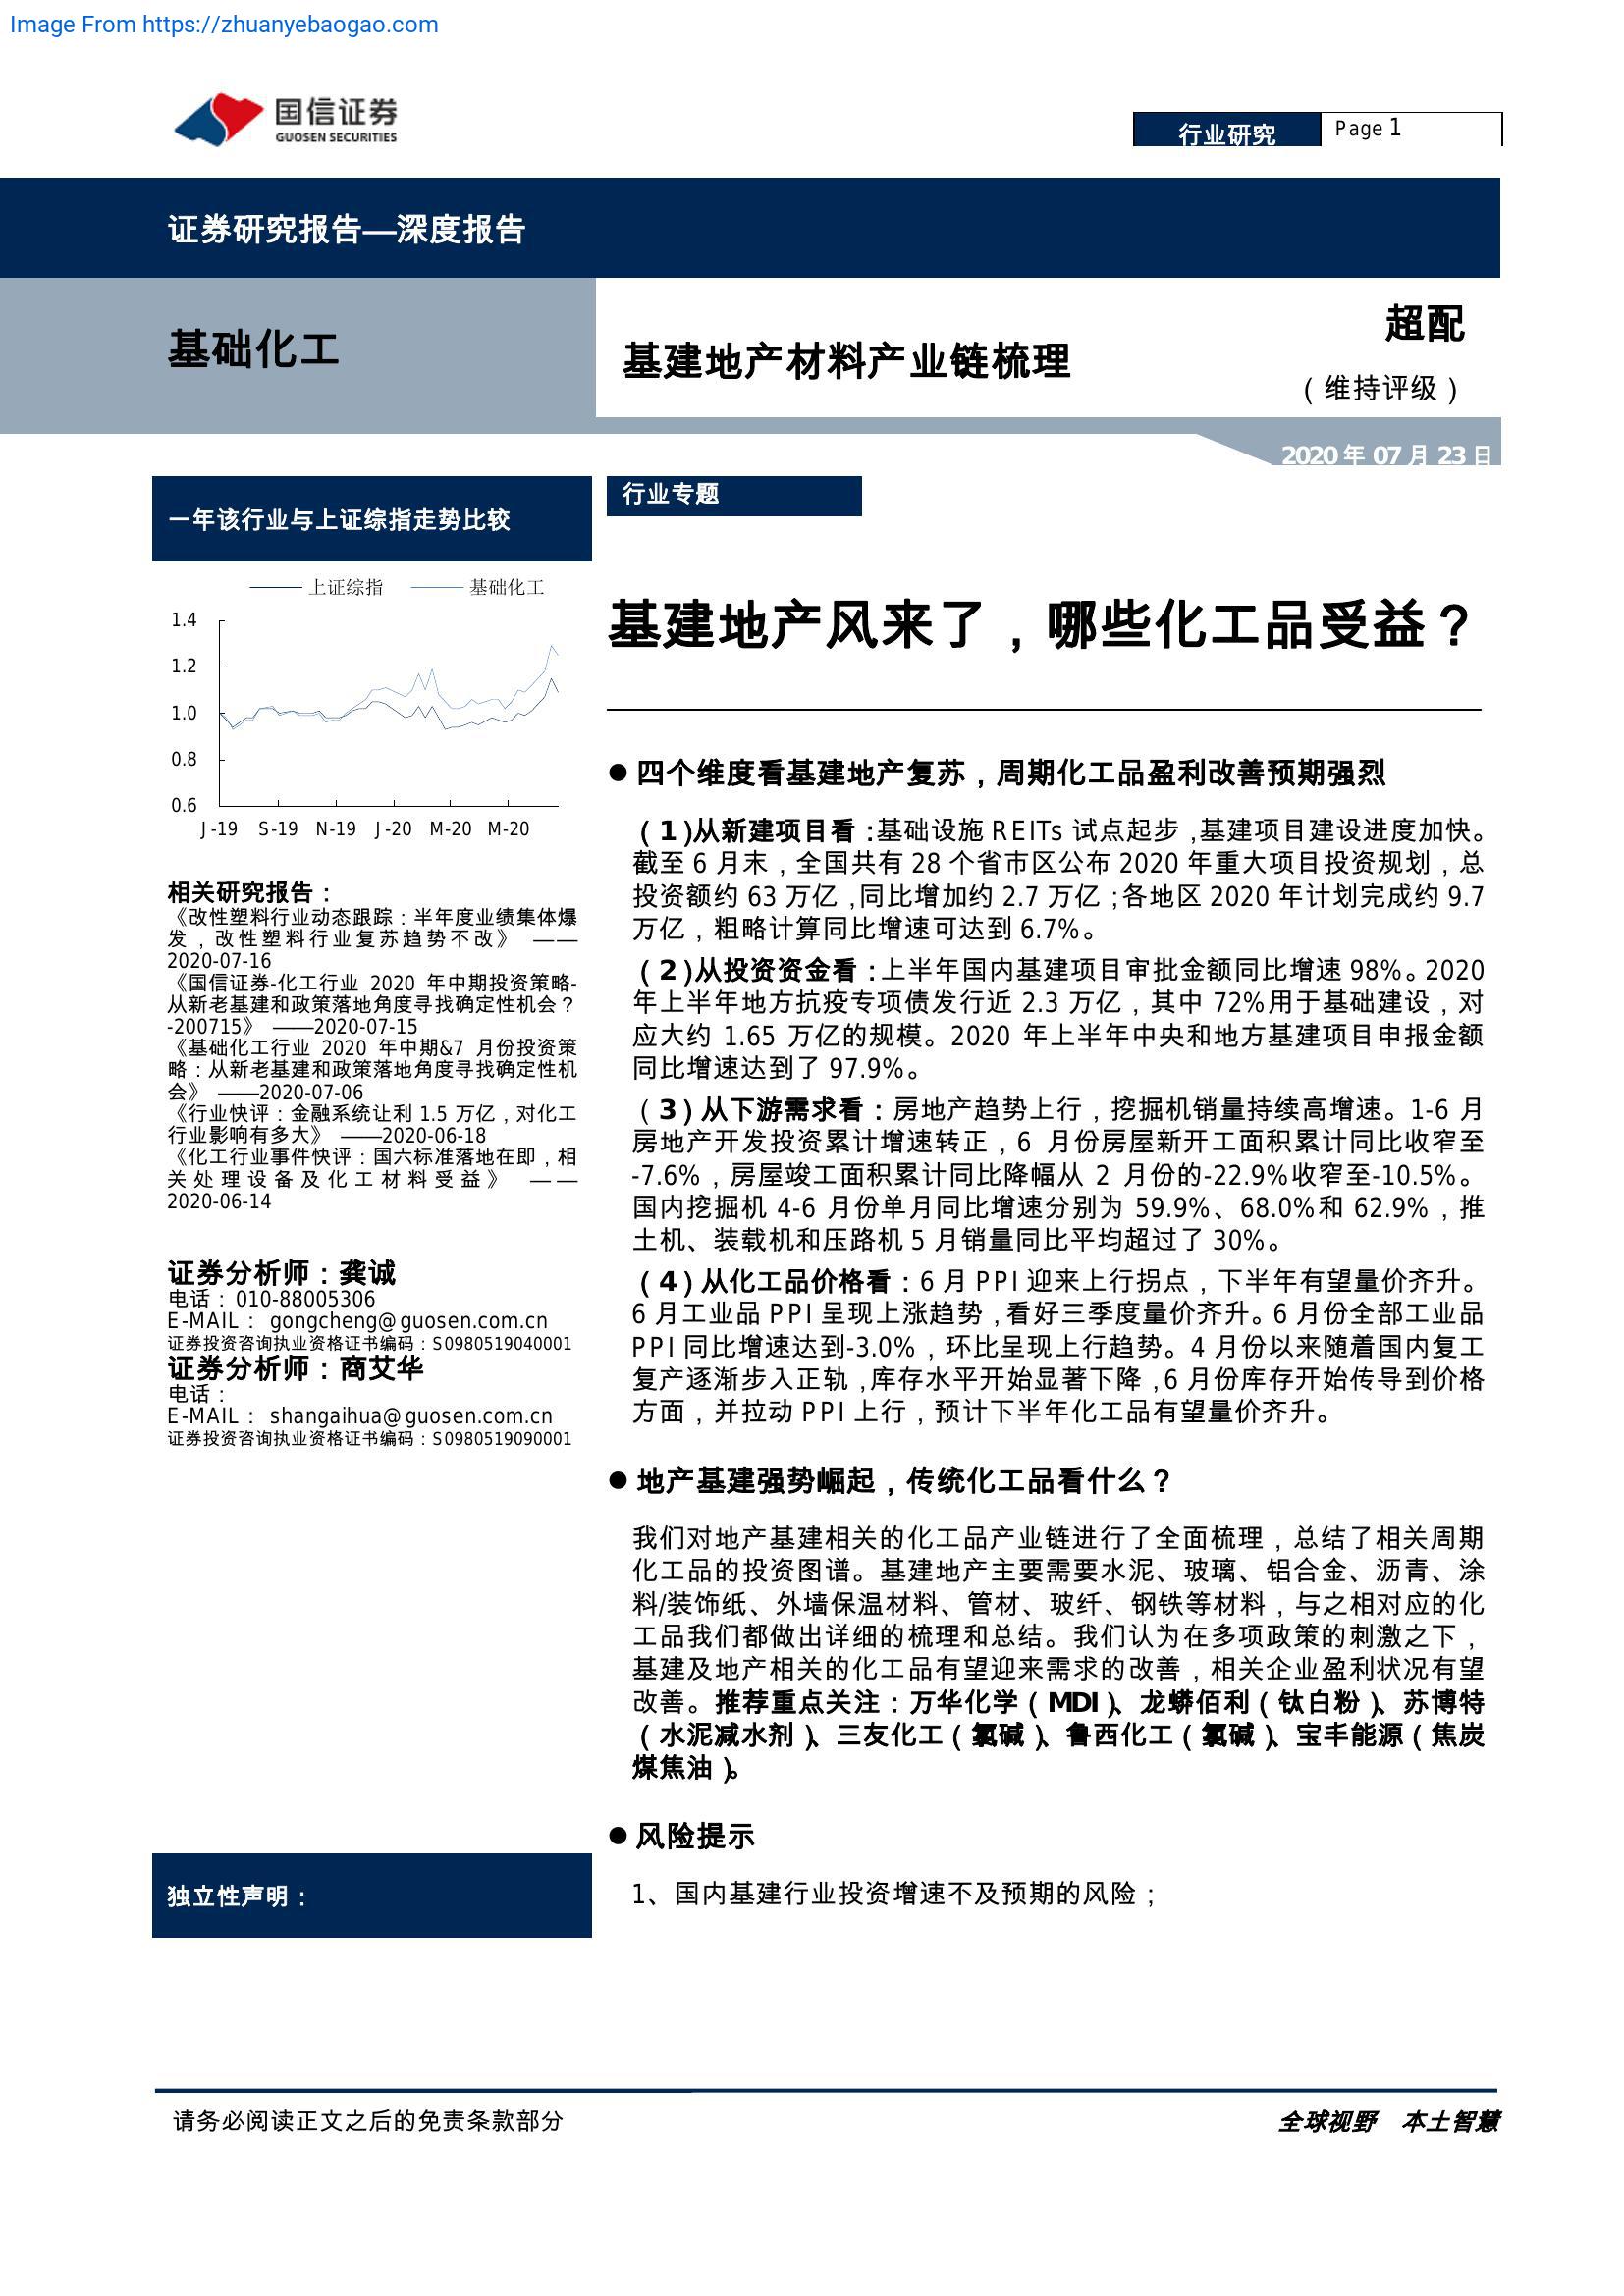 Image From https://zhuanyebaogao.com
国信证券
GUOSEN SECURITIES
行业研究
Page 1
证券研究报告—深度报告
基础化工
基建地产材料产业链梳理
超配
（维持评级）
2020 年 07 月 23 日
一年该行业与上证综指走势比较
上证综指 基础化工
1.4
1.2
1.0
0.8
0.6
J-19 S-19 N-19 J-20 M-20 M-20
相关研究报告：
《改性塑料行业动态跟踪：半年度业绩集体爆
发，改性塑料行业复苏趋势不改》 ——
2020-07-16
《国信证券-化工行业 2020 年中期投资策略-
从新老基建和政策落地角度寻找确定性机会？
-200715》 ——2020-07-15
《基础化工行业 2020 年中期&7 月份投资策
略：从新老基建和政策落地角度寻找确定性机
会》 ——2020-07-06
《行业快评：金融系统让利 1.5 万亿，对化工
行业影响有多大》 ——2020-06-18
《化工行业事件快评：国六标准落地在即，相
关处理设备及化工材料受益》 ——
2020-06-14
证券分析师：龚诚
电话：010-88005306
E-MAIL：gongcheng@guosen.com.cn
证券投资咨询执业资格证书编码：S0980519040001
证券分析师：商艾华
电话：
E-MAIL：shangaihua@guosen.com.cn
证券投资咨询执业资格证书编码：S0980519090001
独立性声明：
行业专题
基建地产风来了，哪些化工品受益？
● 四个维度看基建地产复苏，周期化工品盈利改善预期强烈
（1）从新建项目看：基础设施 REITs 试点起步，基建项目建设进度加快。
截至 6 月末，全国共有 28 个省市区公布 2020 年重大项目投资规划，总
投资额约 63 万亿，同比增加约 2.7 万亿；各地区 2020 年计划完成约 9.7
万亿，粗略计算同比增速可达到 6.7%。
（2）从投资资金看：上半年国内基建项目审批金额同比增速 98%。2020
年上半年地方抗疫专项债发行近 2.3 万亿，其中 72%用于基础建设，对
应大约 1.65 万亿的规模。2020 年上半年中央和地方基建项目申报金额
同比增速达到了 97.9%。
（3）从下游需求看：房地产趋势上行，挖掘机销量持续高增速。1-6 月
房地产开发投资累计增速转正，6 月份房屋新开工面积累计同比收窄至
-7.6%，房屋竣工面积累计同比降幅从 2 月份的-22.9%收窄至-10.5%。
国内挖掘机 4-6 月份单月同比增速分别为 59.9%、68.0%和 62.9%，推
土机、装载机和压路机 5 月销量同比平均超过了 30%。
（4）从化工品价格看：6 月 PPI 迎来上行拐点，下半年有望量价齐升。
6 月工业品 PPI 呈现上涨趋势，看好三季度量价齐升。6 月份全部工业品
PPI 同比增速达到-3.0%，环比呈现上行趋势。4 月份以来随着国内复工
复产逐渐步入正轨，库存水平开始显著下降，6 月份库存开始传导到价格
方面，并拉动 PPI 上行，预计下半年化工品有望量价齐升。
● 地产基建强势崛起，传统化工品看什么？
我们对地产基建相关的化工品产业链进行了全面梳理，总结了相关周期
化工品的投资图谱。基建地产主要需要水泥、玻璃、铝合金、沥青、涂
料/装饰纸、外墙保温材料、管材、玻纤、钢铁等材料，与之相对应的化
工品我们都做出详细的梳理和总结。我们认为在多项政策的刺激之下，
基建及地产相关的化工品有望迎来需求的改善，相关企业盈利状况有望
改善。推荐重点关注：万华化学（MDI）、龙蟒佰利（钛白粉）、苏博特
（水泥减水剂）、三友化工（氯碱）、鲁西化工（氯碱）、宝丰能源（焦炭
煤焦油）。
● 风险提示
1、国内基建行业投资增速不及预期的风险；
请务必阅读正文之后的免责条款部分
全球视野 本土智慧